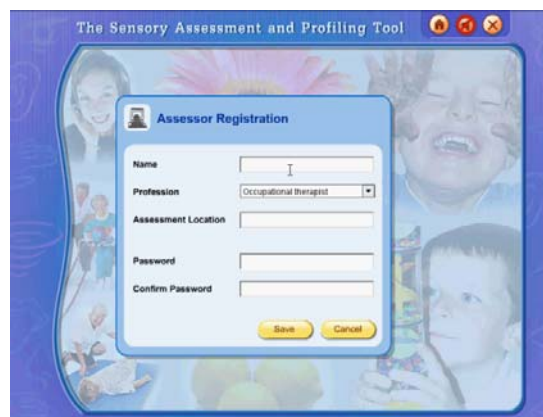 The Sensory Assessment and Profiling Tool
Assessor Registration
Name
Profession
Occupational therapist
Assessment Location
Password
Confirm Password
Save
Cancel